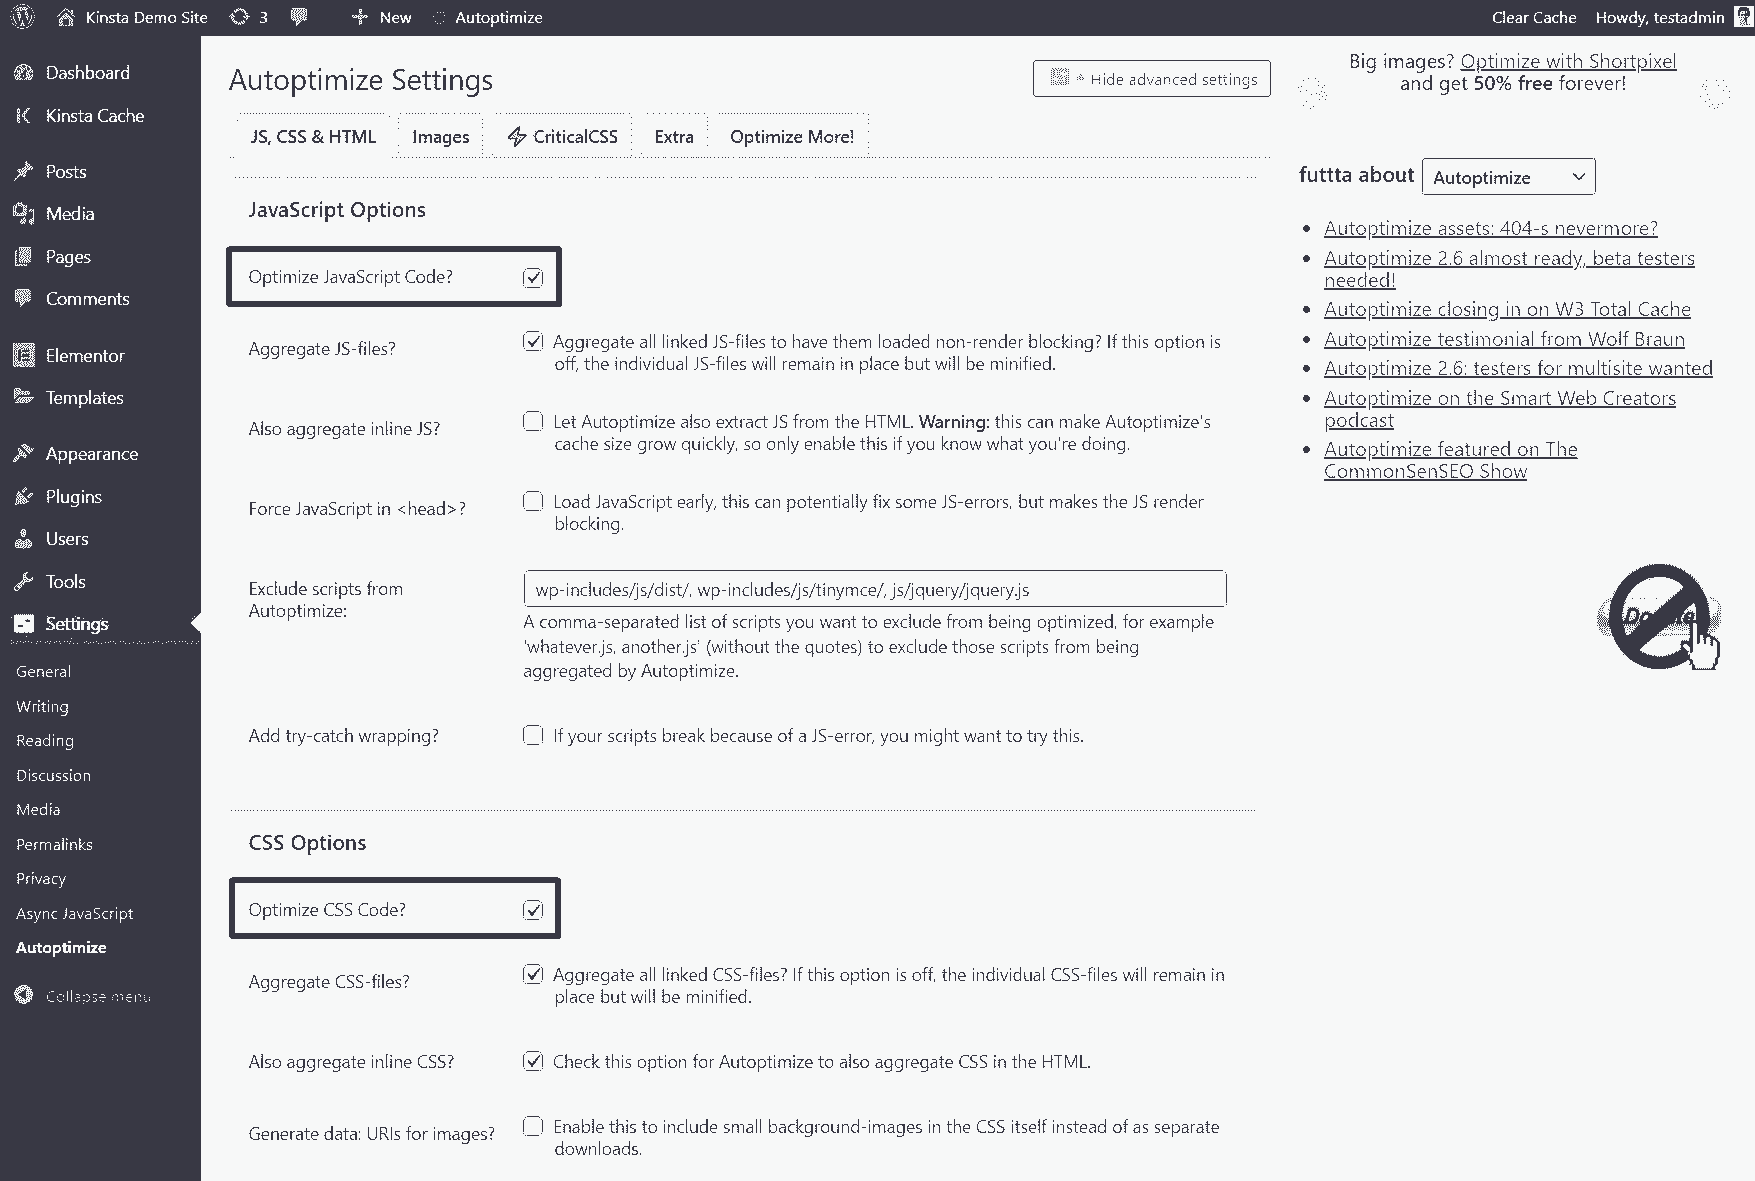 Kinsta Demo Site 3 New Autoptimize Clear Cache Howdy, testadmin
Dashboard
Kinsta Cache
Posts
Media
Pages
Comments
Elementor
Templates
Appearance
Plugins
Users
Tools
Settings
General
Writing
Reading
Discussion
Media
Permalinks
Privacy
Async JavaScript
Autoptimize
Collapse menu
Autoptimize Settings
Hide advanced settings
JS, CSS & HTML Images CriticalCSS Extra Optimize More!
JavaScript Options
Optimize JavaScript Code?
Aggregate JS-files?
Aggregate all linked JS-files to have them loaded non-render blocking? If this option is
off, the individual JS-files will remain in place but will be minified.
Also aggregate inline JS?
Let Autoptimize also extract JS from the HTML. Warning: this can make Autoptimize's
cache size grow quickly, so only enable this if you know what you're doing.
Force JavaScript in <head>?
Load JavaScript early, this can potentially fix some JS-errors, but makes the JS render
blocking.
Exclude scripts from
Autoptimize:
wp-includes/js/dist/, wp-includes/js/tinymce/, js/jquery/jquery.js
A comma-separated list of scripts you want to exclude from being optimized, for example
'whatever.js, another.js' (without the quotes) to exclude those scripts from being
aggregated by Autoptimize.
Add try-catch wrapping?
If your scripts break because of a JS-error, you might want to try this.
CSS Options
Optimize CSS Code?
Aggregate CSS-files?
Aggregate all linked CSS-files? If this option is off, the individual CSS-files will remain in
place but will be minified.
Also aggregate inline CSS?
Check this option for Autoptimize to also aggregate CSS in the HTML.
Generate data: URIs for images?
Enable this to include small background-images in the CSS itself instead of as separate
downloads.
Big images? Optimize with Shortpixel
and get 50% free forever!
futtta about Autoptimize
Autoptimize assets: 404-s nevermore?
Autoptimize 2.6 almost ready, beta testers
needed!
Autoptimize closing in on W3 Total Cache
Autoptimize testimonial from Wolf Braun
Autoptimize 2.6: testers for multisite wanted
Autoptimize on the Smart Web Creators
podcast
Autoptimize featured on The
CommonSenSEO Show